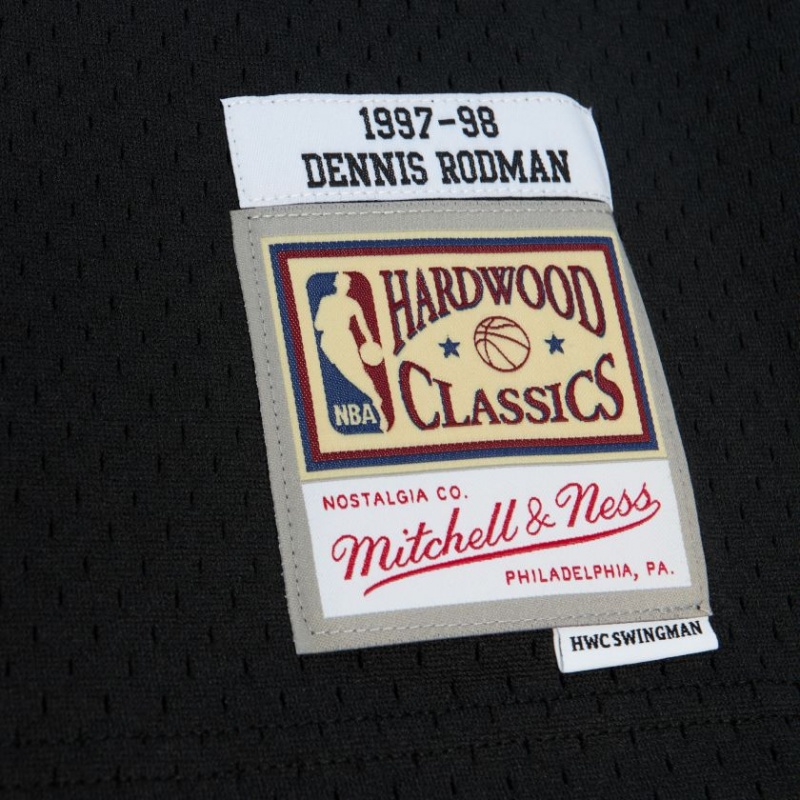 1997-98
DENNIS RODMAN
HARDWOOD
CLASSICS
NBA
NOSTALGIA CO.
Mitchell & Ness
PHILADELPHIA, PA.
HWC SWINGMAN